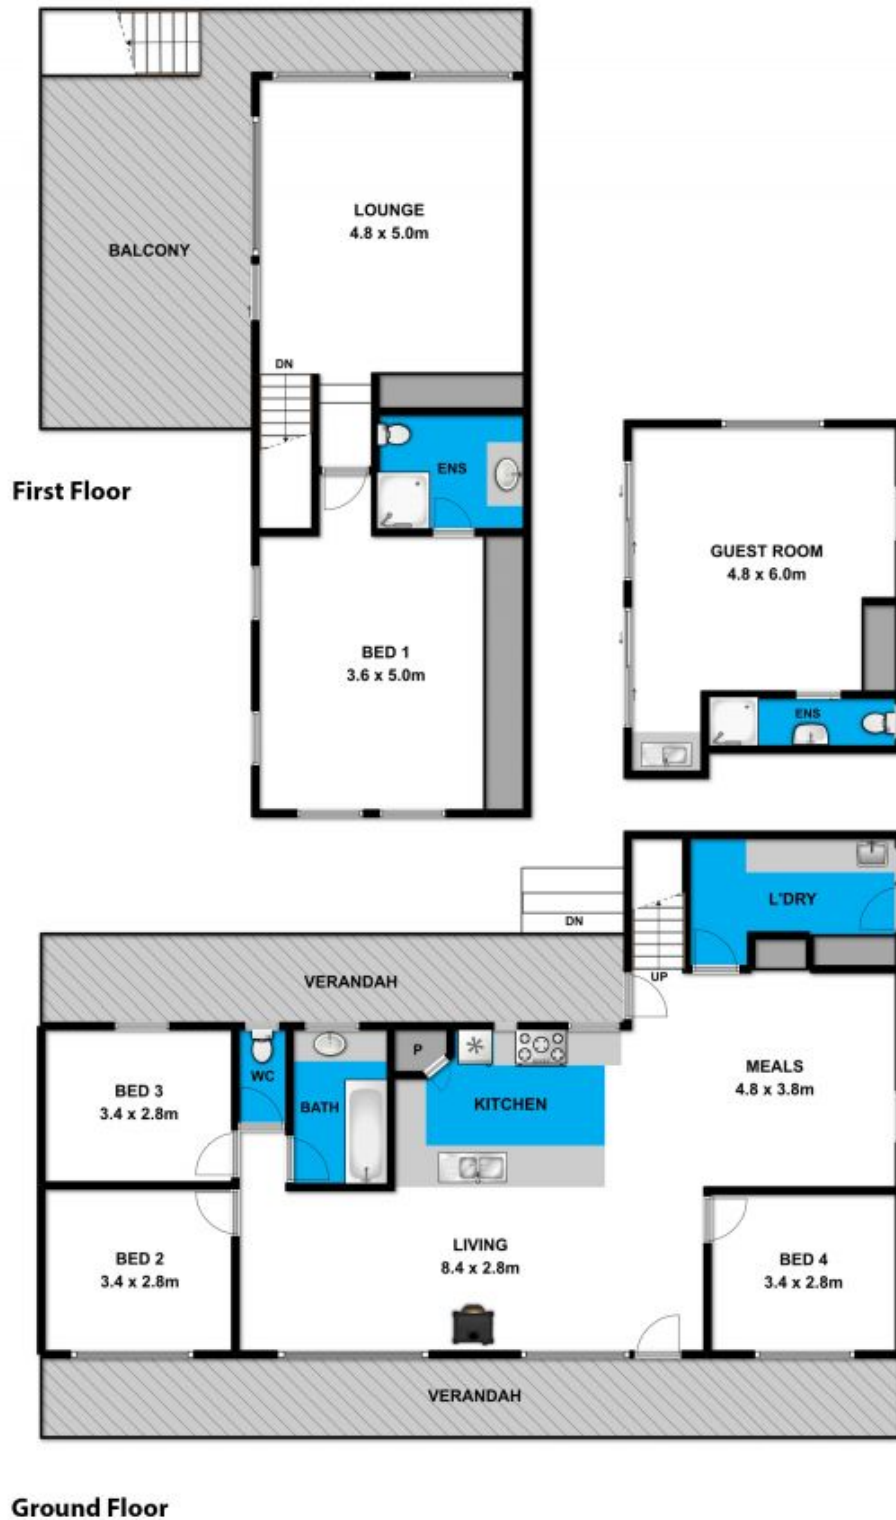 LOUNGE
4.8 x 5.0m
BALCONY
DN
ENS
First Floor
BED 1
3.6 x 5.0m
GUEST ROOM
4.8 x 6.0m
ENS
L'DRY
DN
UP
VERANDAH
P
WC
BED 3
3.4 x 2.8m
BATH
KITCHEN
MEALS
4.8 x 3.8m
BED 2
3.4 x 2.8m
LIVING
8.4 x 2.8m
BED 4
3.4 x 2.8m
VERANDAH
Ground Floor